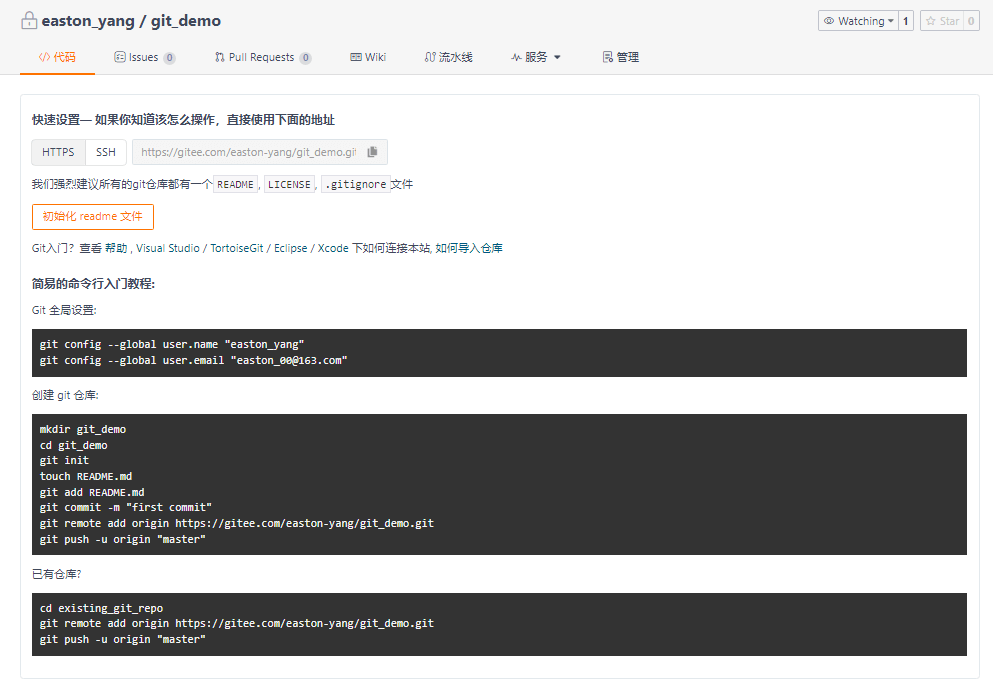 easton_yang / git_demo
Watching 1 Star 0
代码 Issues 0 Pull Requests 0 Wiki 流水线 服务 管理
快速设置— 如果你知道该怎么操作，直接使用下面的地址
HTTPS SSH https://gitee.com/easton-yang/git_demo.git
我们强烈建议所有的git仓库都有一个 README, LICENSE, .gitignore 文件
初始化 readme 文件
Git入门？查看 帮助 , Visual Studio / TortoiseGit / Eclipse / Xcode 下如何连接本站, 如何导入仓库
简易的命令行入门教程:
Git 全局设置:
git config --global user.name "easton_yang"
git config --global user.email "easton_00@163.com"
创建 git 仓库:
mkdir git_demo
cd git_demo
git init
touch README.md
git add README.md
git commit -m "first commit"
git remote add origin https://gitee.com/easton-yang/git_demo.git
git push -u origin "master"
已有仓库?
cd existing_git_repo
git remote add origin https://gitee.com/easton-yang/git_demo.git
git push -u origin "master"